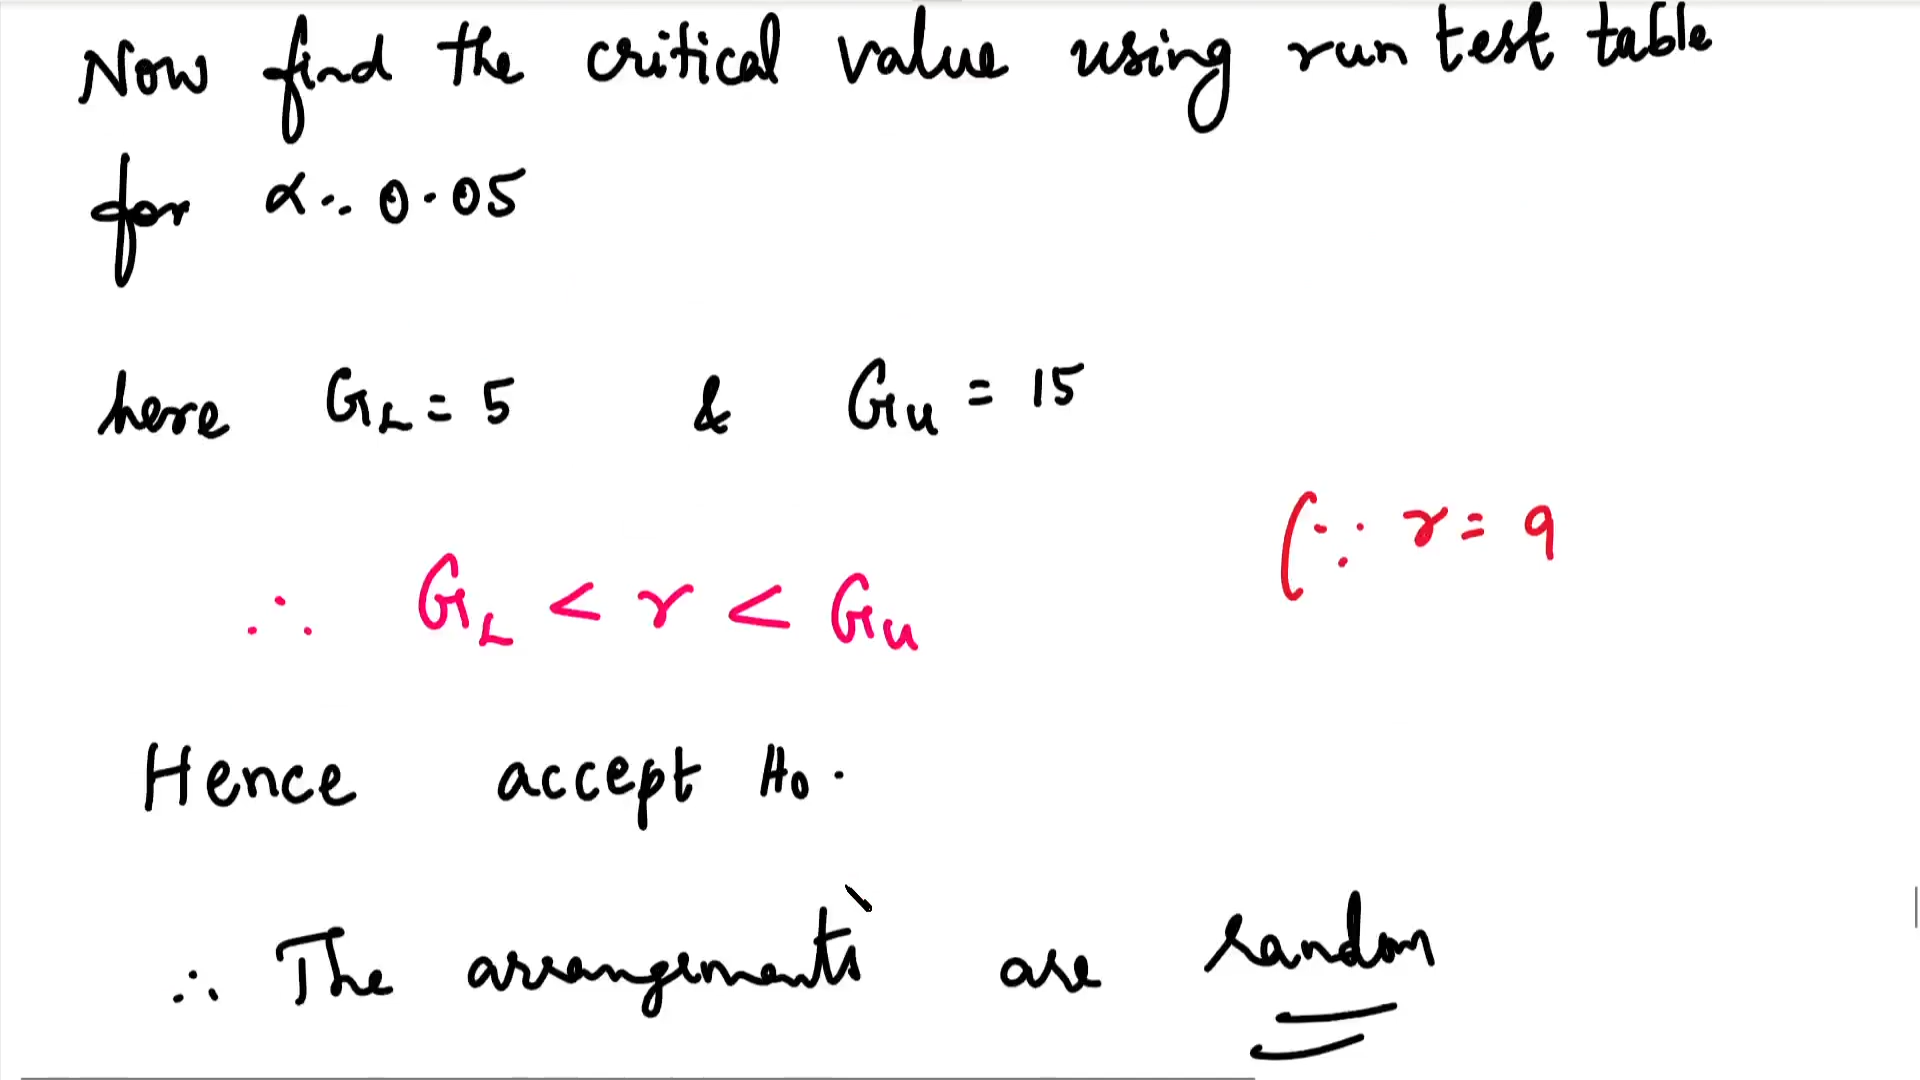 Now find the critical value using run test table
for α = 0.05
here G_L = 5 & G_U = 15
(∵ r = 9
∴ G_L < r < G_U
Hence accept H₀.
∴ The arrangements are random